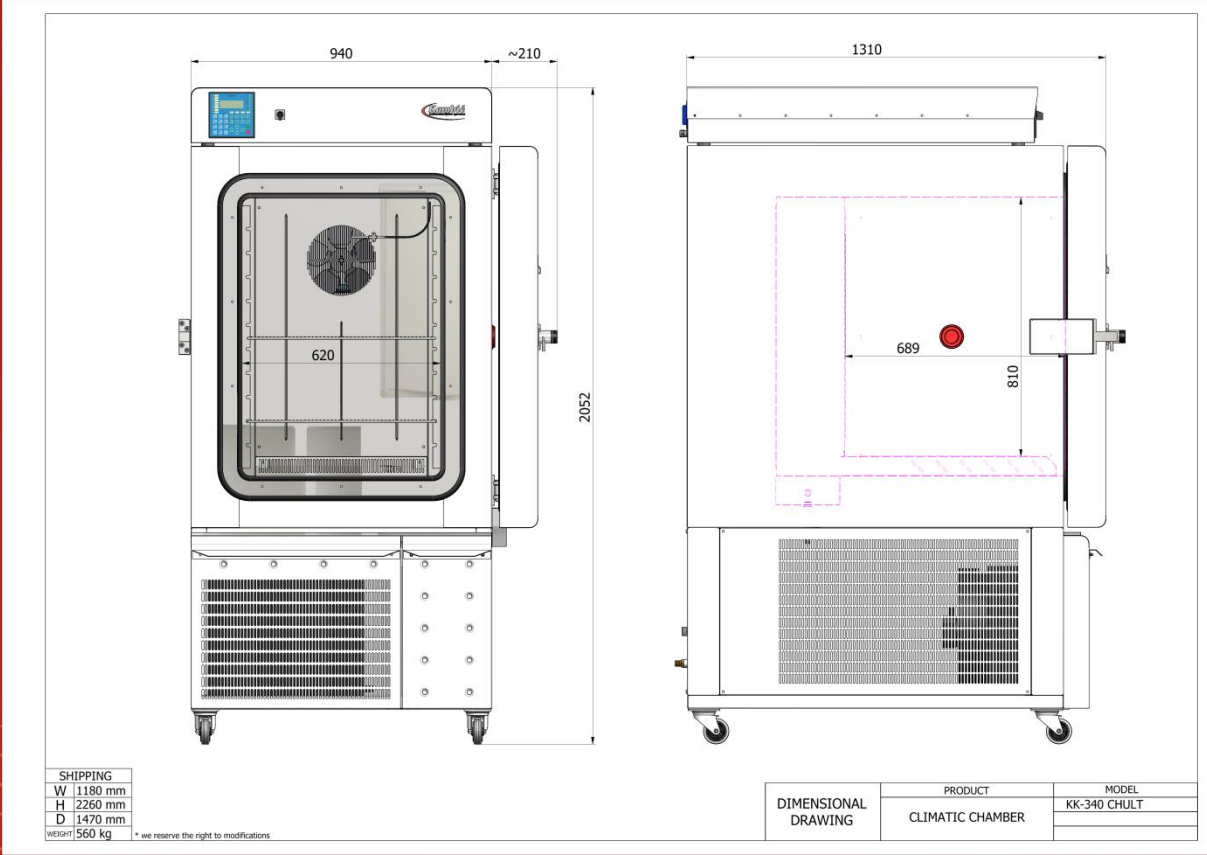 940
~210
1310
Kambič
620
2052
689
810
SHIPPING
W 1180 mm
H 2260 mm
D 1470 mm
WEIGHT 560 kg
* we reserve the right to modifications
DIMENSIONAL
DRAWING
PRODUCT
CLIMATIC CHAMBER
MODEL
KK-340 CHULT